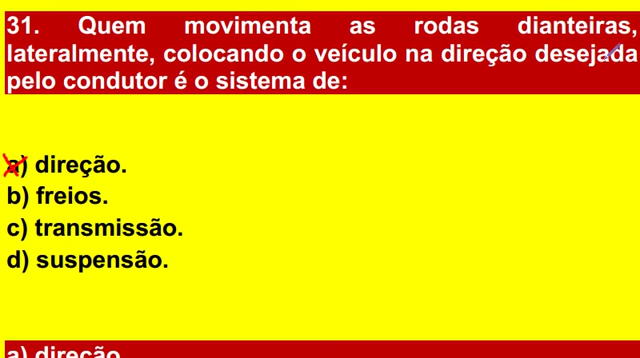 31. Quem movimenta as rodas dianteiras,
lateralmente, colocando o veículo na direção desejada
pelo condutor é o sistema de:
a) direção.
b) freios.
c) transmissão.
d) suspensão.
a) direção